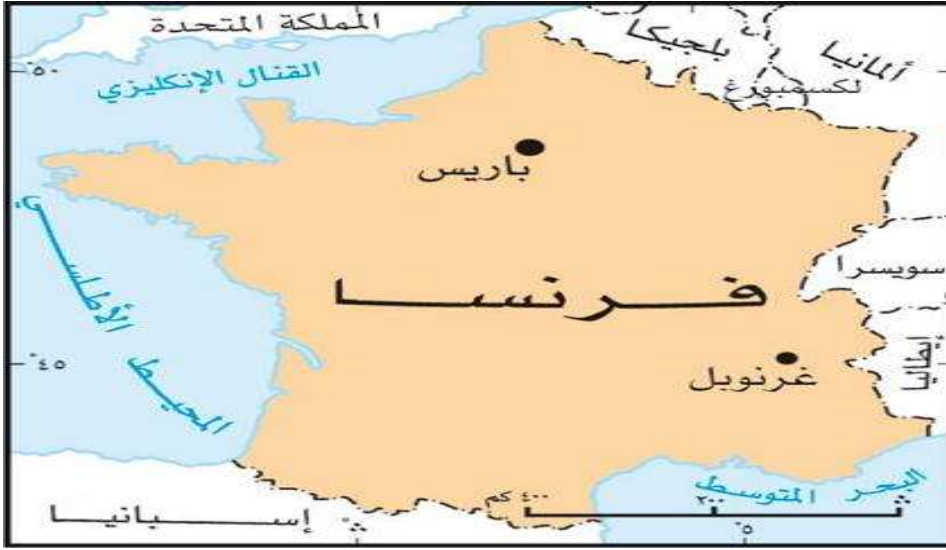 المملكة المتحدة
بلجيكا
ألمانيا
لكسمبورغ
القنال الإنكليزي
٥٠°
باريس
سويسرا
فرنسا
المحيط الأطلسي
إيطاليا
٤٥°
غرنوبل
البحر المتوسط
٤٠٠ كم
٢٠٠
إسبانيا
٥°